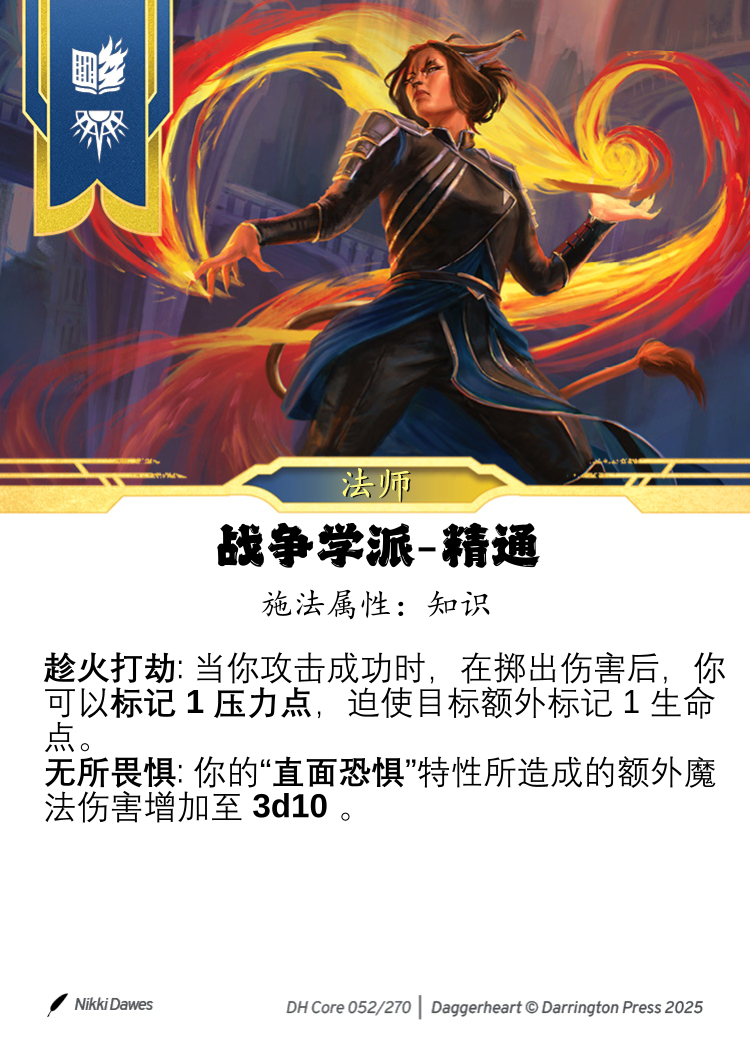 法师
战争学派-精通
施法属性：知识
趁火打劫: 当你攻击成功时，在掷出伤害后，你
可以标记 1 压力点，迫使目标额外标记 1 生命
点。
无所畏惧: 你的“直面恐惧”特性所造成的额外魔
法伤害增加至 3d10 。
Nikki Dawes
DH Core 052/270 | Daggerheart © Darrington Press 2025